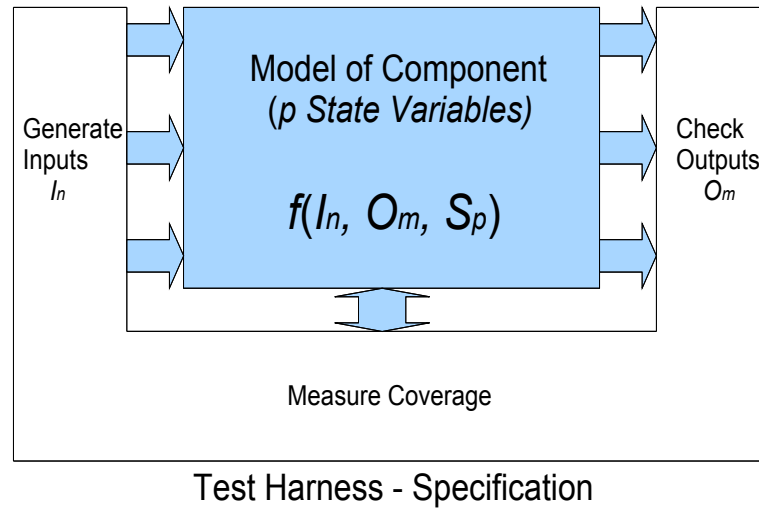 Model of Component
(p State Variables)
Generate
Inputs
In
f(In, Om, Sp)
Check
Outputs
Om
Measure Coverage
Test Harness - Specification